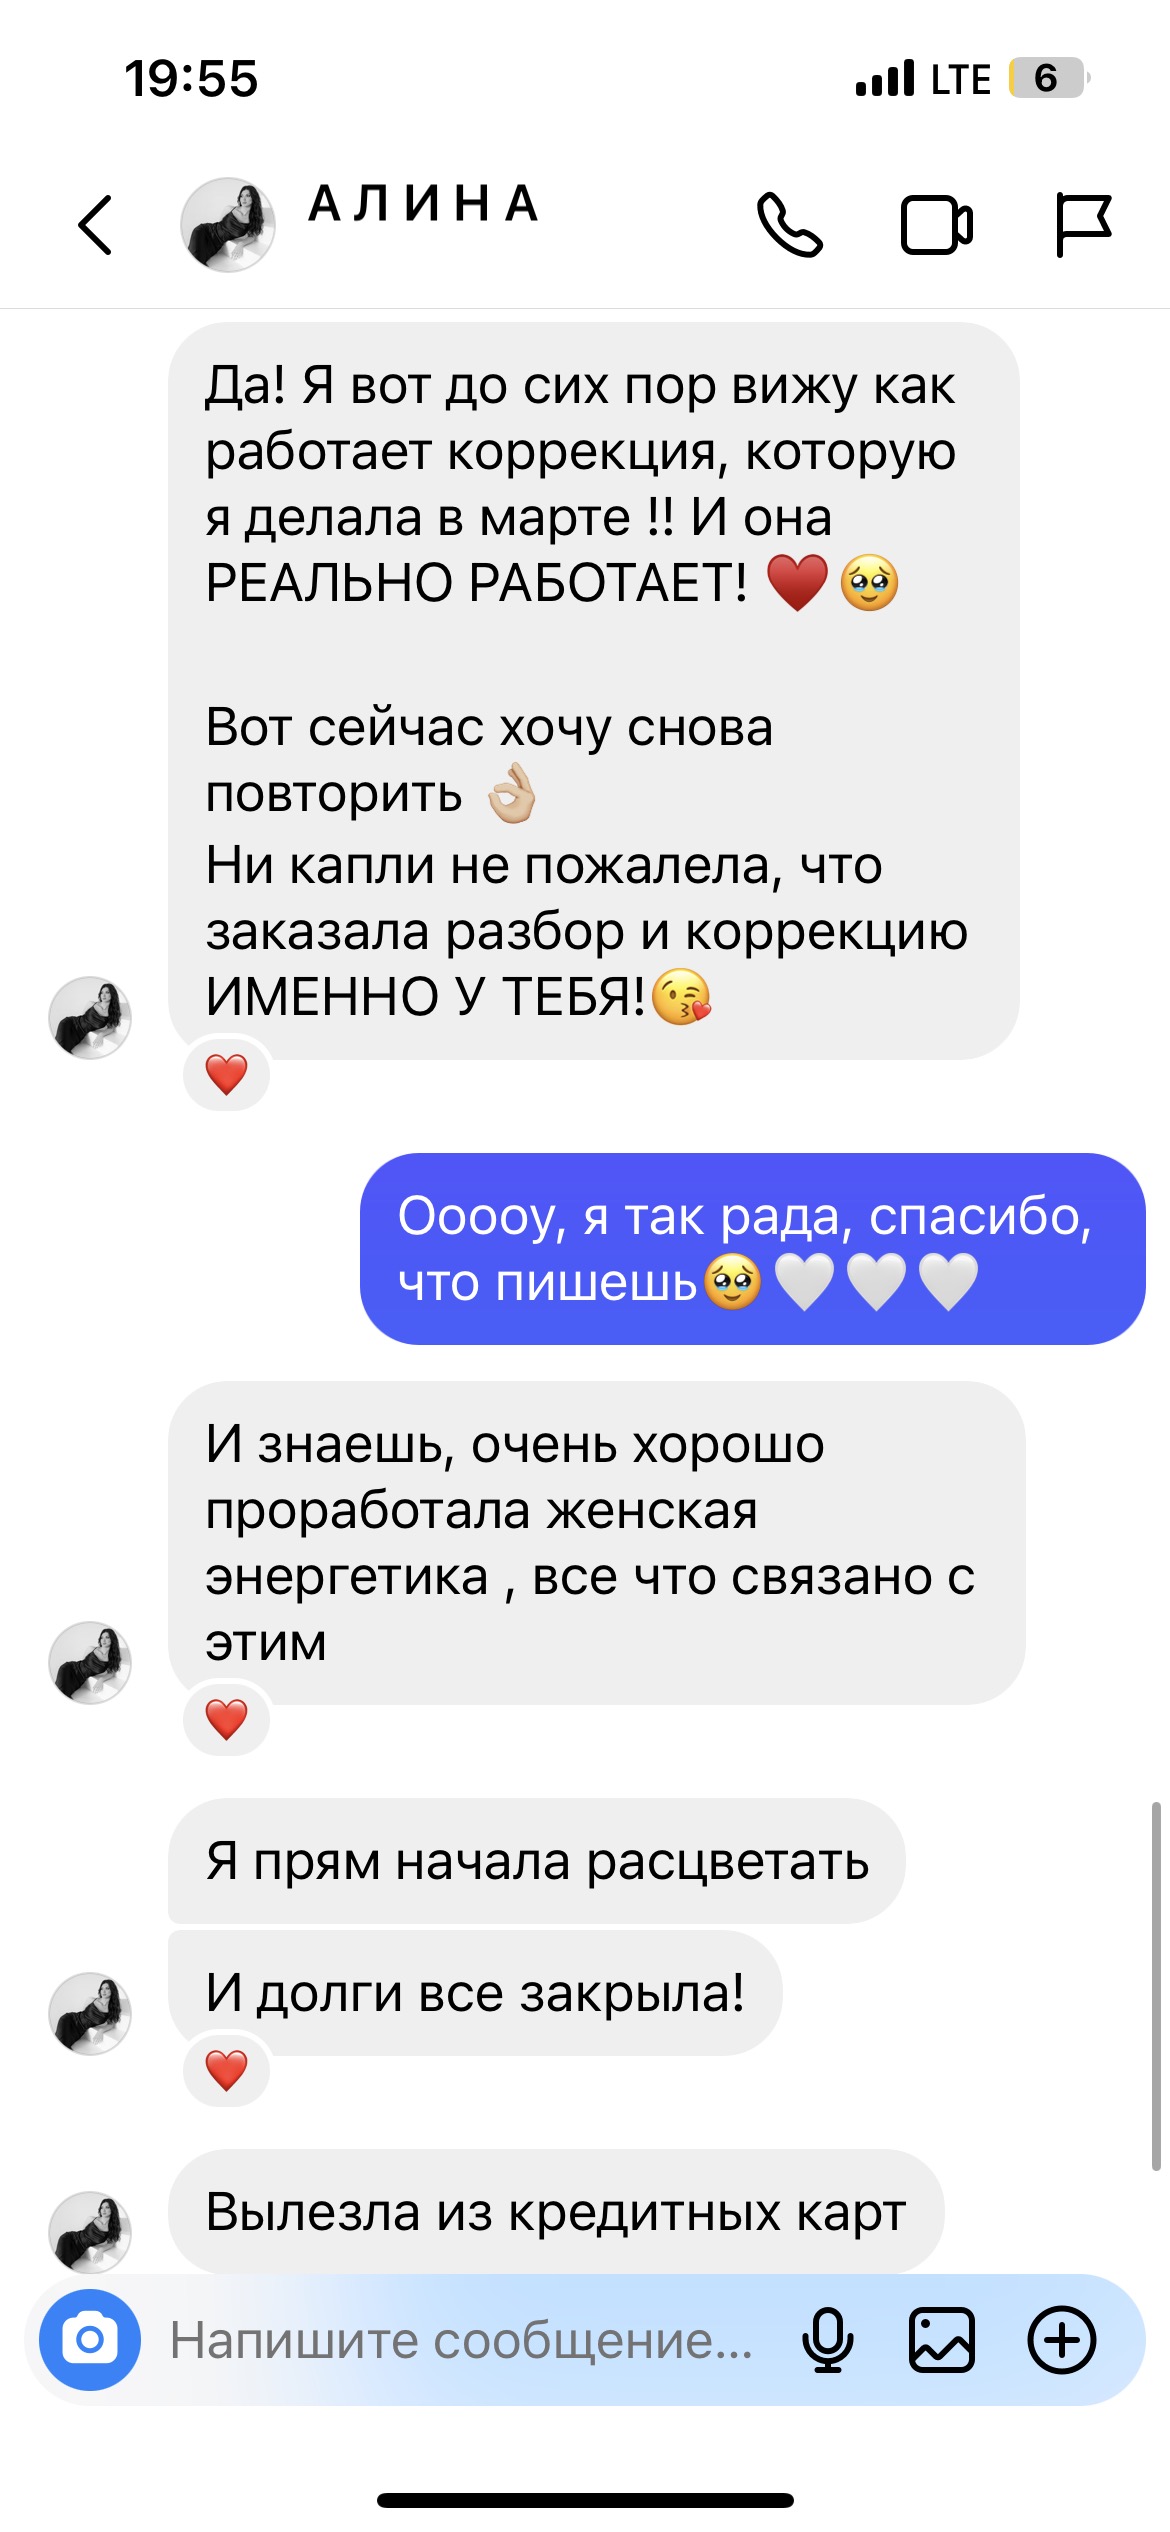 19:55
LTE 6
АЛИНА
Да! Я вот до сих пор вижу как
работает коррекция, которую
я делала в марте !! И она
РЕАЛЬНО РАБОТАЕТ! ♥️🥹
Вот сейчас хочу снова
повторить 👌🏼
Ни капли не пожалела, что
заказала разбор и коррекцию
ИМЕННО У ТЕБЯ!😘
❤️
Ооооу, я так рада, спасибо,
что пишешь🥹🤍🤍🤍
И знаешь, очень хорошо
проработала женская
энергетика , все что связано с
этим
❤️
Я прям начала расцветать
И долги все закрыла!
❤️
Вылезла из кредитных карт
Напишите сообщение...